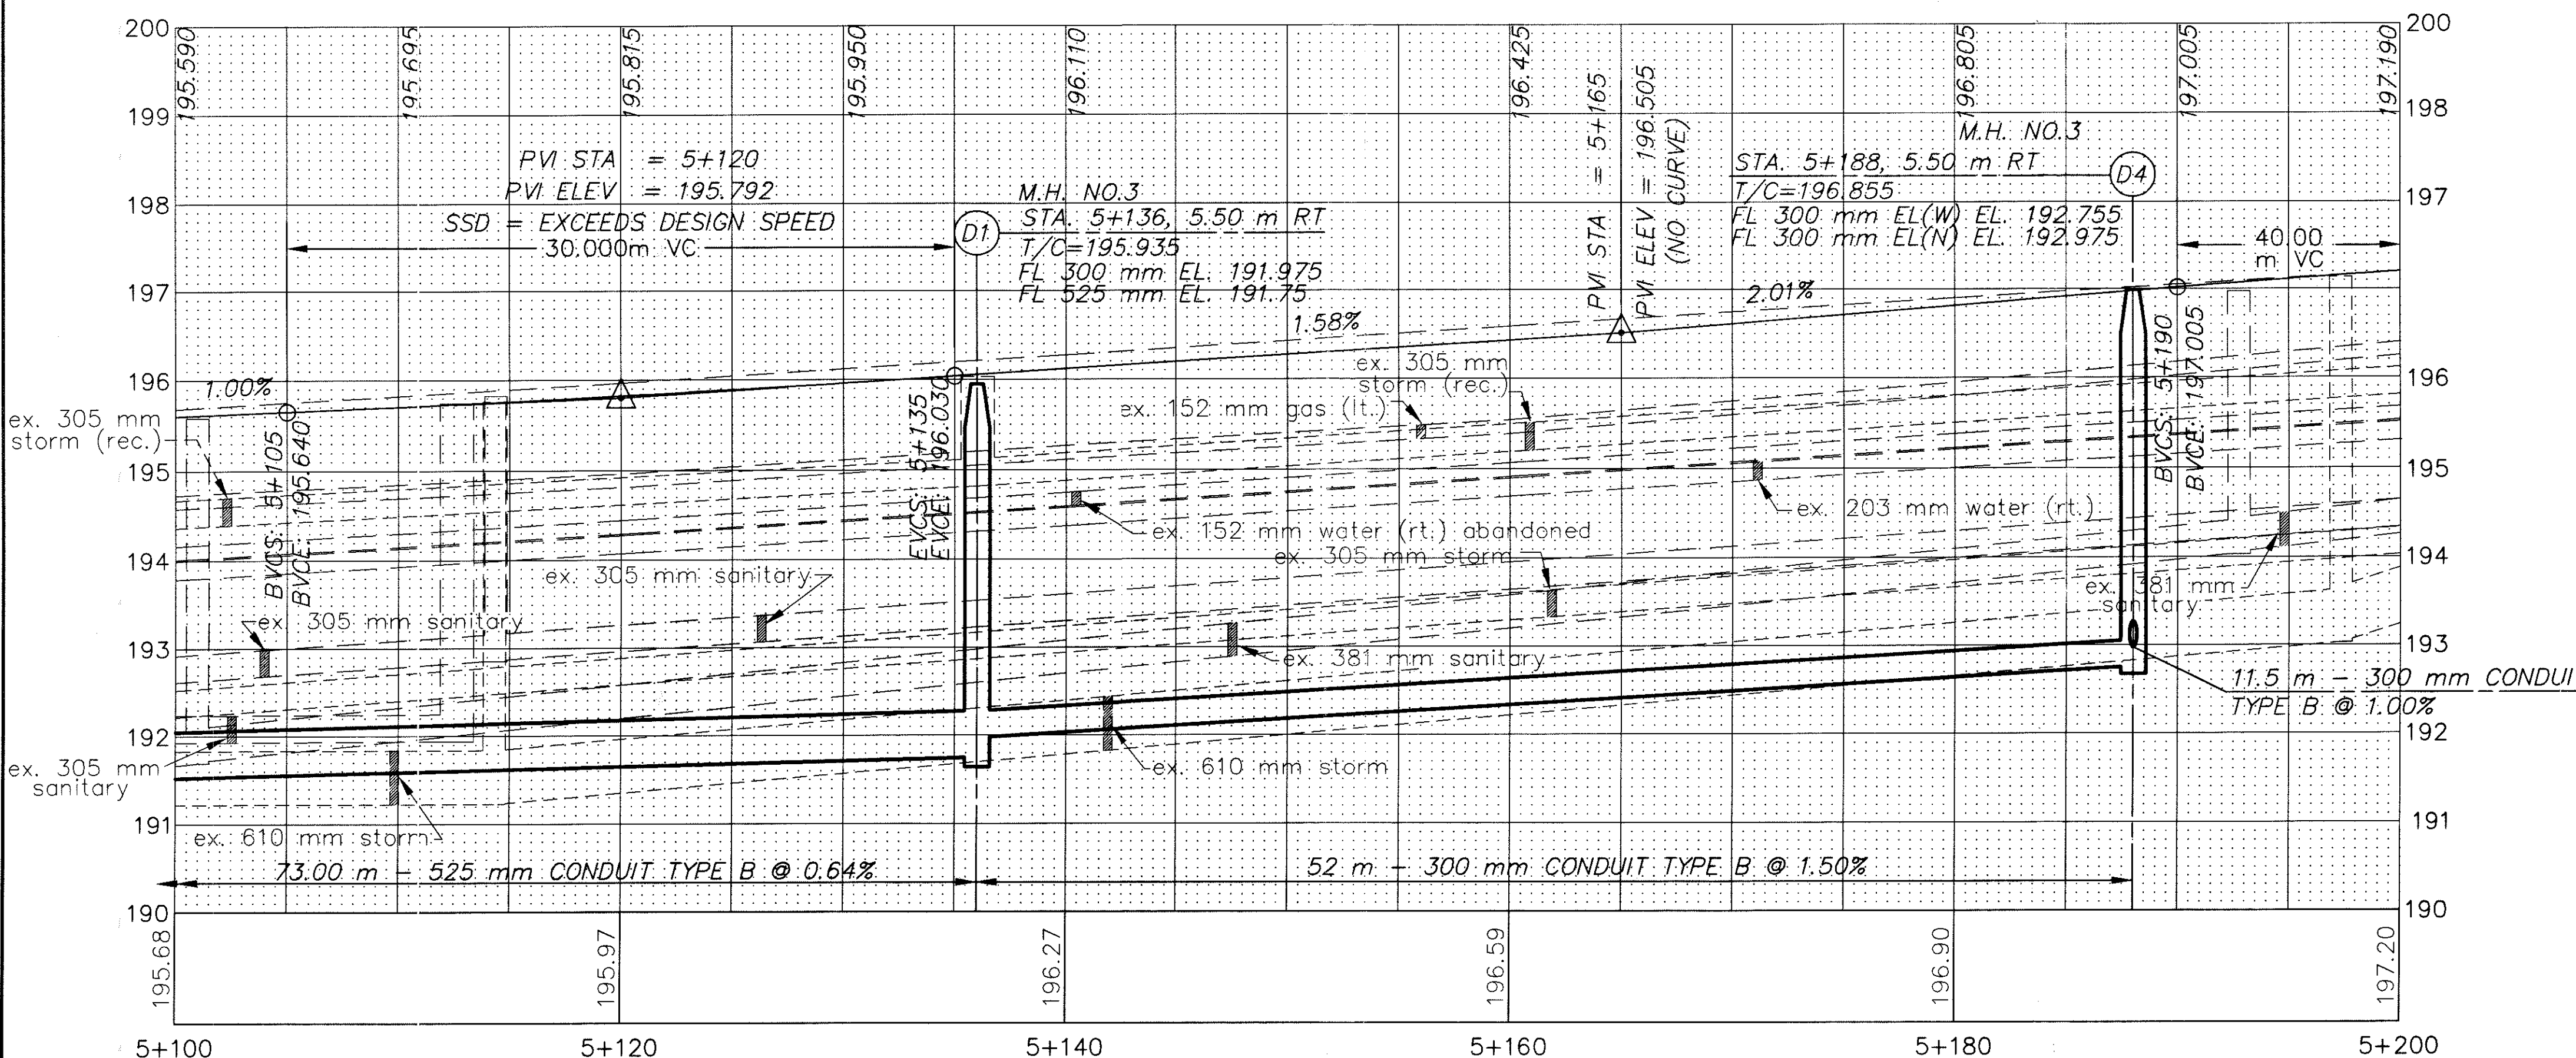 200
199
198
197
196
195
194
193
192
191
190
200
198
197
196
195
194
193
192
191
190
195.590
195.695
195.815
195.950
196.110
196.425
196.805
197.005
197.190
PVI STA = 5+120
PVI ELEV = 195.792
SSD = EXCEEDS DESIGN SPEED
30.000m VC
D1
M.H. NO.3
STA. 5+136, 5.50 m RT
T/C=195.935
FL 300 mm EL. 191.975
FL 525 mm EL. 191.75
PVI STA = 5+165
PVI ELEV = 196.505
(NO CURVE)
M.H. NO.3
STA. 5+188, 5.50 m RT
D4
T/C=196.855
FL 300 mm EL(W) EL. 192.755
FL 300 mm EL(N) EL. 192.975
40.00
m VC
1.00%
1.58%
2.01%
ex. 305 mm
storm (rec.)
BVCS: 5+105
BVCE: 195.640
EVCS: 5+135
EVCE: 196.030
BVCS: 5+190
BVCE: 197.005
ex. 305 mm
storm (rec.)
ex. 152 mm gas (lt.)
ex. 152 mm water (rt.) abandoned
ex. 203 mm water (rt.)
ex. 305 mm storm
ex. 305 mm sanitary
ex. 305 mm sanitary
ex. 381 mm sanitary
ex. 381 mm
sanitary
ex. 305 mm
sanitary
ex. 610 mm storm
ex. 610 mm storm
11.5 m - 300 mm CONDUI
TYPE B @ 1.00%
73.00 m - 525 mm CONDUIT TYPE B @ 0.64%
52 m - 300 mm CONDUIT TYPE B @ 1.50%
195.68
195.97
196.27
196.59
196.90
197.20
5+100
5+120
5+140
5+160
5+180
5+200